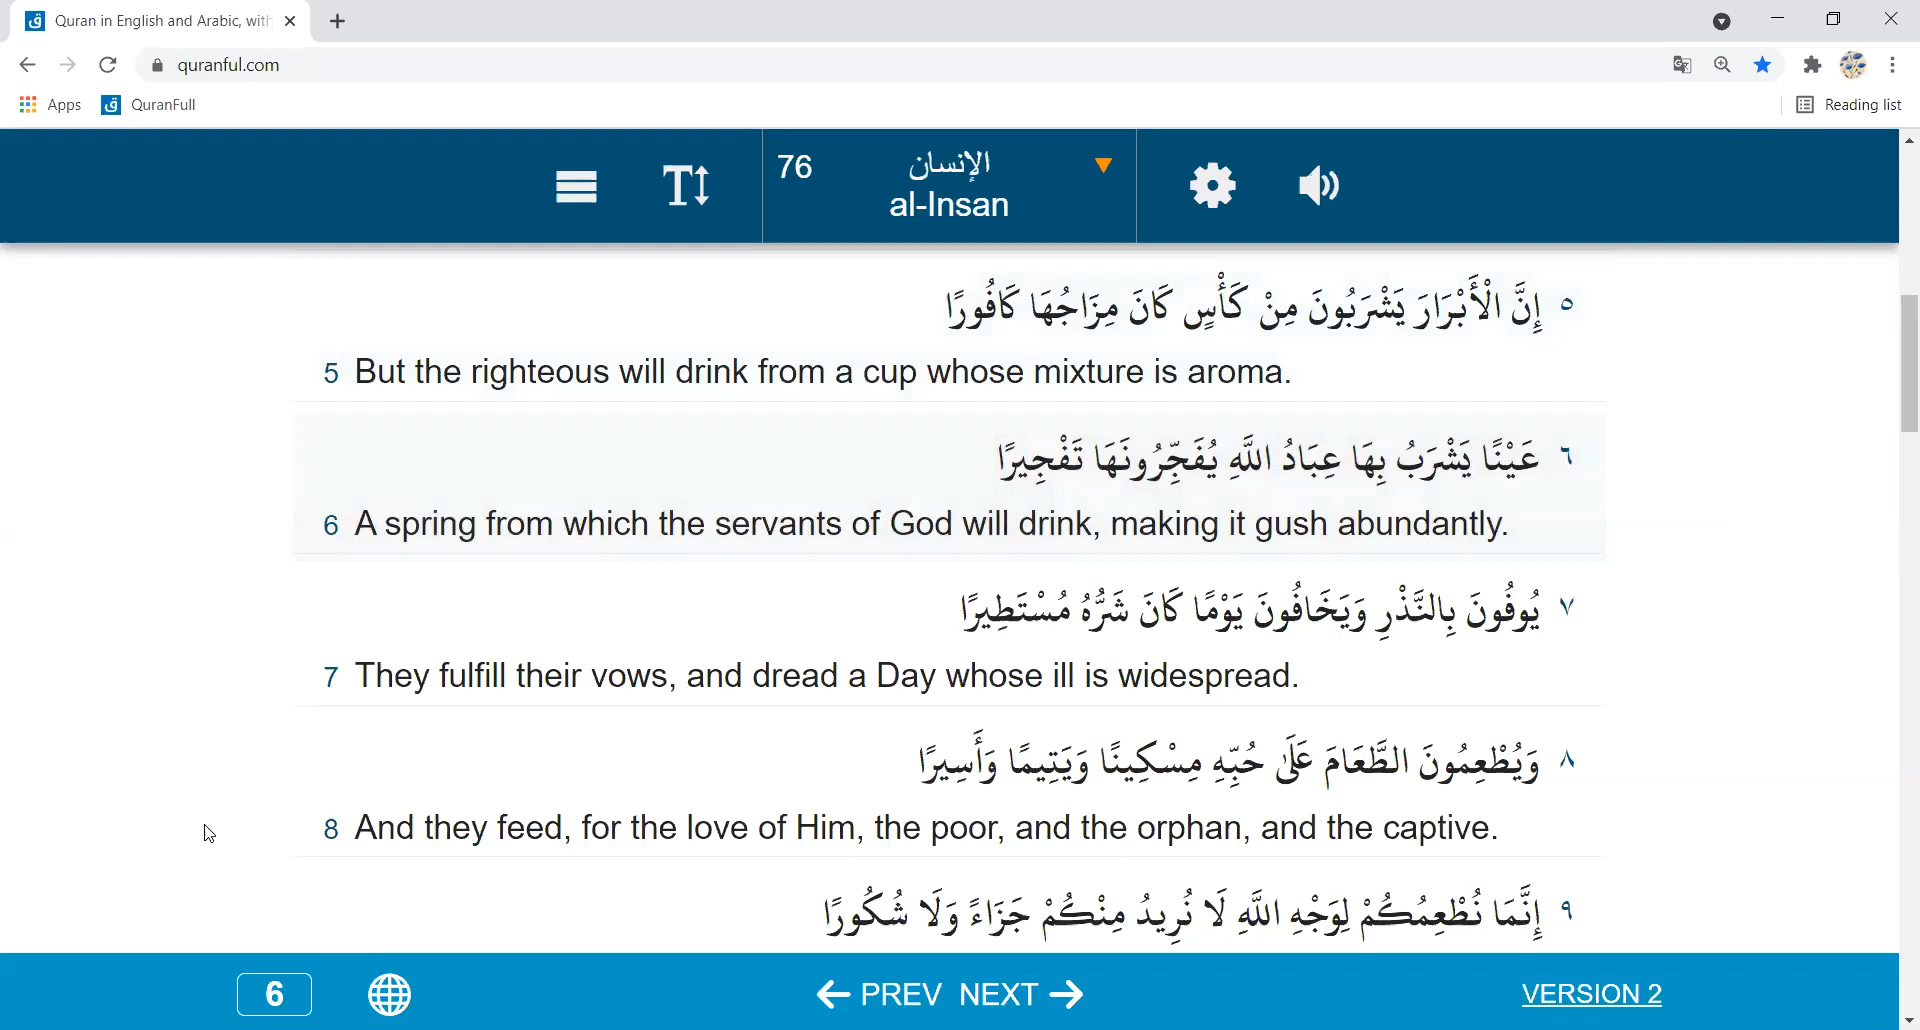 Quran in English and Arabic, with
quranful.com
Apps
QuranFull
Reading list
76
الإنسان
al-Insan
٥ إِنَّ الْأَبْرَارَ يَشْرَبُونَ مِنْ كَأْسٍ كَانَ مِزَاجُهَا كَافُورًا
5 But the righteous will drink from a cup whose mixture is aroma.
٦ عَيْنًا يَشْرَبُ بِهَا عِبَادُ اللَّهِ يُفَجِّرُونَهَا تَفْجِيرًا
6 A spring from which the servants of God will drink, making it gush abundantly.
٧ يُوفُونَ بِالنَّذْرِ وَيَخَافُونَ يَوْمًا كَانَ شَرُّهُ مُسْتَطِيرًا
7 They fulfill their vows, and dread a Day whose ill is widespread.
٨ وَيُطْعِمُونَ الطَّعَامَ عَلَىٰ حُبِّهِ مِسْكِينًا وَيَتِيمًا وَأَسِيرًا
8 And they feed, for the love of Him, the poor, and the orphan, and the captive.
٩ إِنَّمَا نُطْعِمُكُمْ لِوَجْهِ اللَّهِ لَا نُرِيدُ مِنْكُمْ جَزَاءً وَلَا شُكُورًا
6
PREV NEXT
VERSION 2